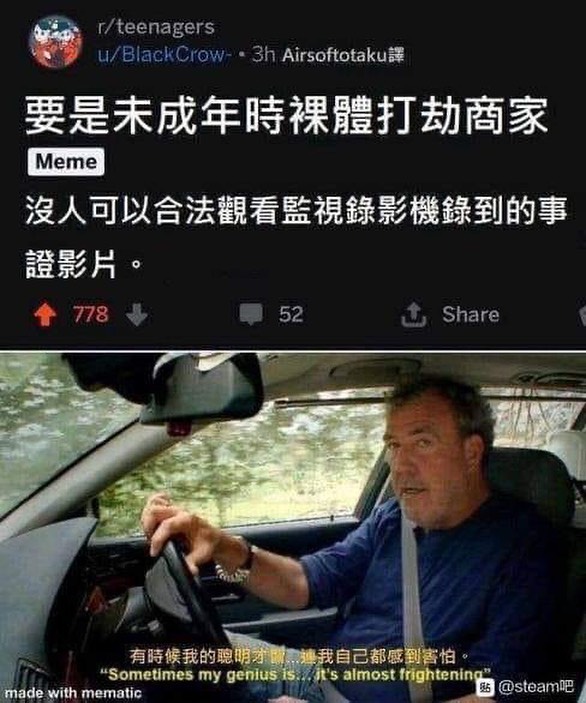 r/teenagers
u/BlackCrow- • 3h Airsoftotaku譯
要是未成年時裸體打劫商家
Meme
沒人可以合法觀看監視錄影機錄到的事
證影片。
778 52 Share
有時候我的聰明才智...連我自己都感到害怕。
“Sometimes my genius is... it's almost frightening”
made with mematic
貼 @steam吧